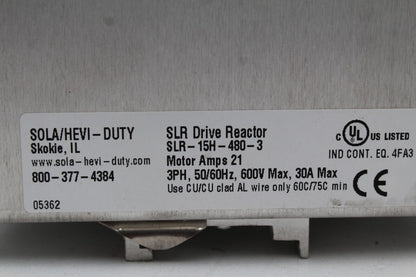 SOLA/HEVI-DUTY
Skokie, IL
www.sola-hevi-duty.com
800-377-4384
05362
SLR Drive Reactor
SLR-15H-480-3
Motor Amps 21
3PH, 50/60Hz, 600V Max, 30A Max
Use CU/CU clad AL wire only 60C/75C min
C UL US LISTED
IND CONT. EQ. 4FA3
CE